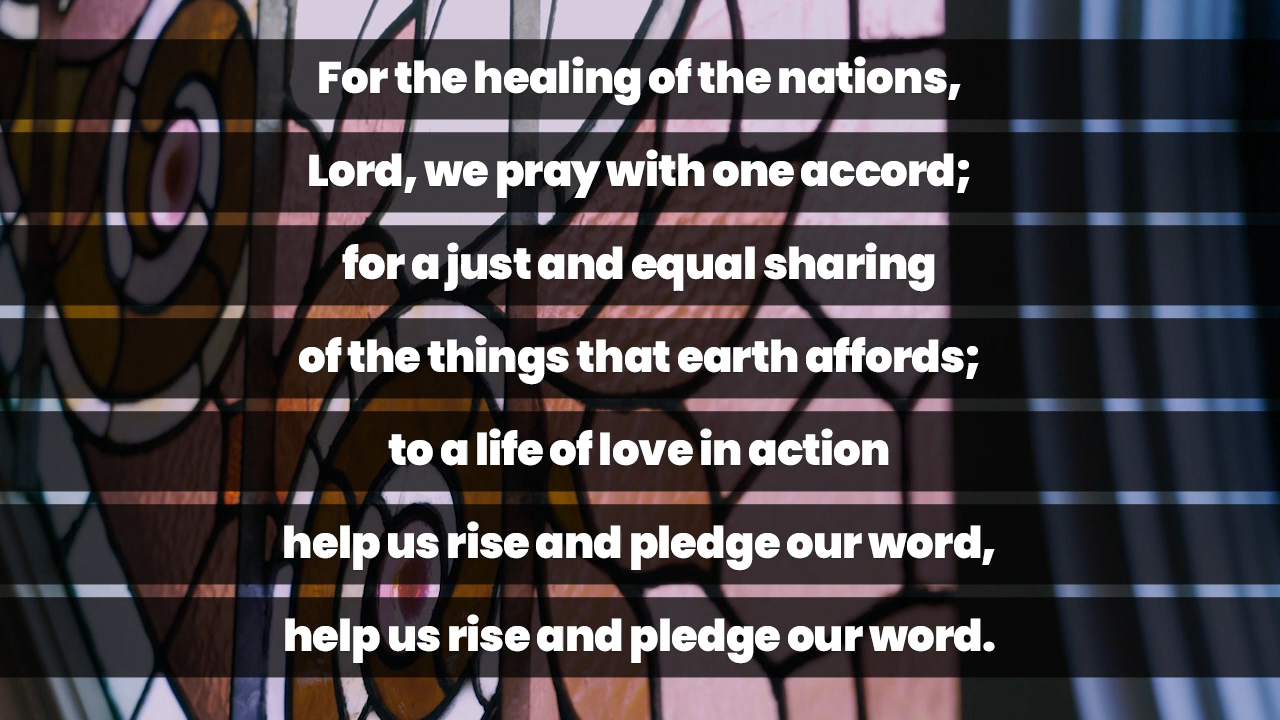 For the healing of the nations,
Lord, we pray with one accord;
for a just and equal sharing
of the things that earth affords;
to a life of love in action
help us rise and pledge our word,
help us rise and pledge our word.